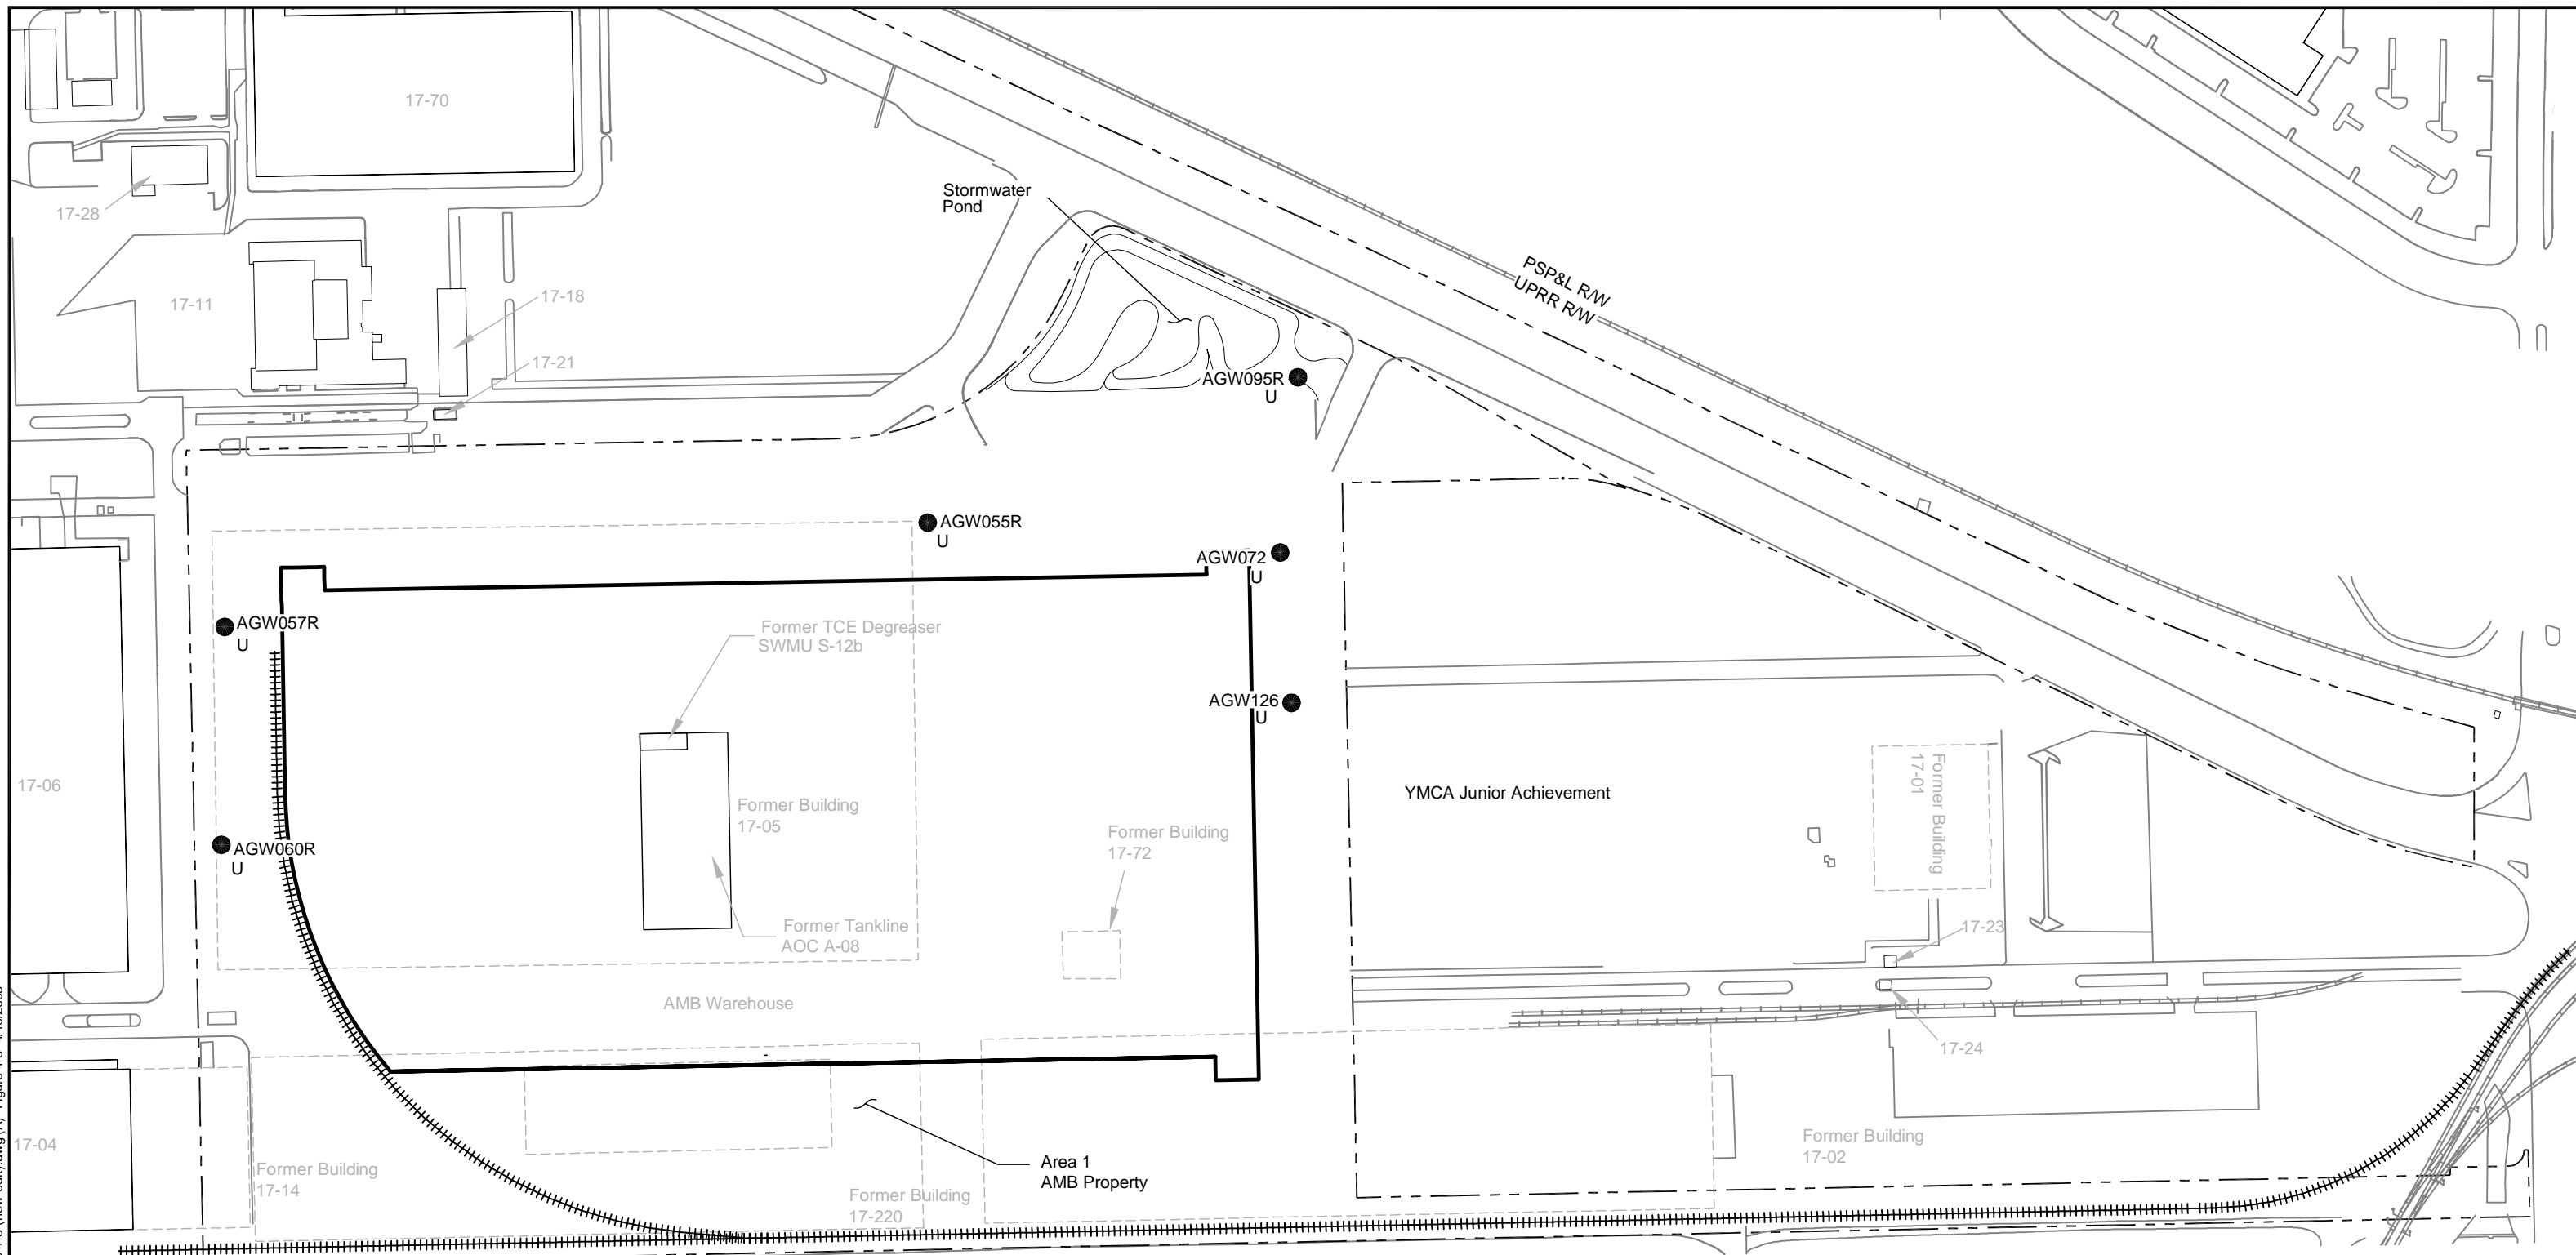 17-70
Stormwater
Pond
17-28
PSP&L R/W
UPRR R/W
17-11
17-18
17-21
AGW095R
U
AGW055R
U
AGW072
U
AGW057R
U
Former TCE Degreaser
SWMU S-12b
AGW126
U
17-06
YMCA Junior Achievement
Former Building
17-01
Former Building
17-05
Former Building
17-72
AGW060R
U
Former Tankline
AOC A-08
17-23
AMB Warehouse
17-24
17-04
Former Building
17-14
Area 1
AMB Property
Former Building
17-02
Former Building
17-220